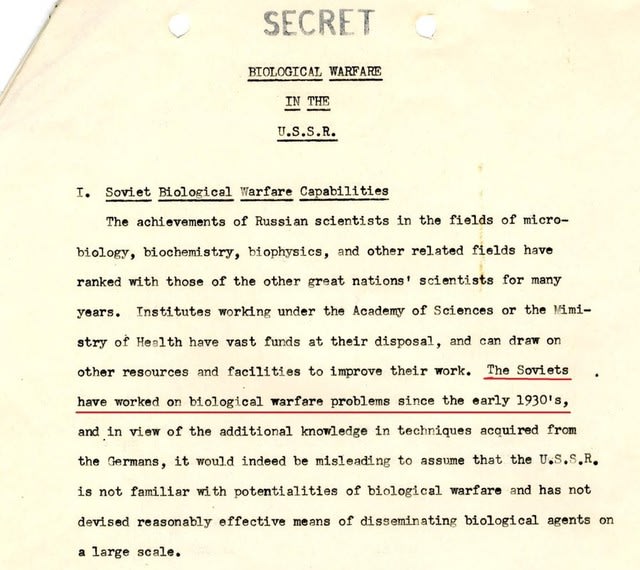 SECRET
BIOLOGICAL WARFARE
IN THE
U.S.S.R.
I. Soviet Biological Warfare Capabilities
The achievements of Russian scientists in the fields of micro-
biology, biochemistry, biophysics, and other related fields have
ranked with those of the other great nations' scientists for many
years. Institutes working under the Academy of Sciences or the Mimi-
stry of Health have vast funds at their disposal, and can draw on
other resources and facilities to improve their work. The Soviets
have worked on biological warfare problems since the early 1930's,
and in view of the additional knowledge in techniques acquired from
the Germans, it would indeed be misleading to assume that the U.S.S.R.
is not familiar with potentialities of biological warfare and has not
devised reasonably effective means of disseminating biological agents on
a large scale.